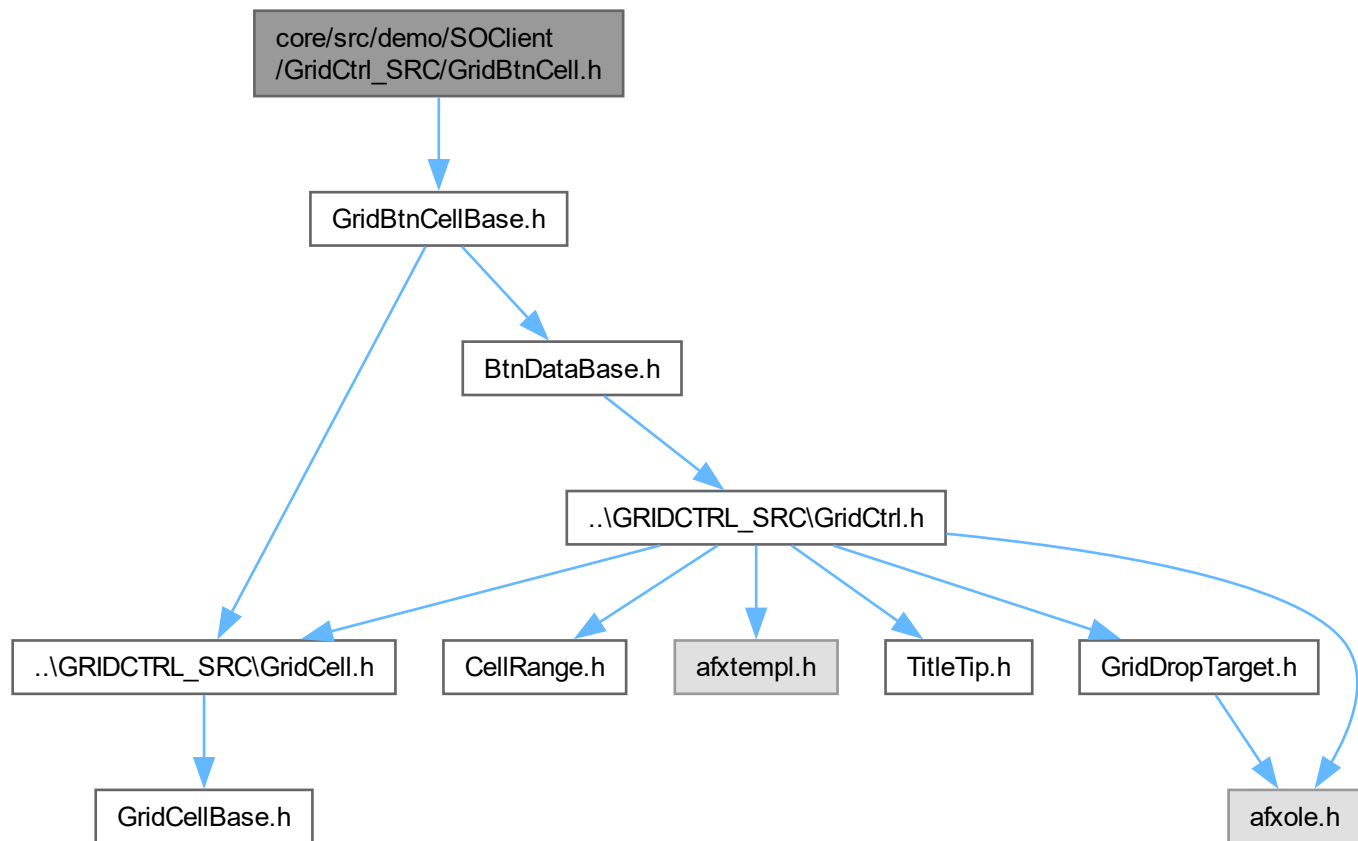 core/src/demo/SOClient
/GridCtrl_SRC/GridBtnCell.h
GridBtnCellBase.h
BtnDataBase.h
..\GRIDCTRL_SRC\GridCtrl.h
..\GRIDCTRL_SRC\GridCell.h
CellRange.h
afxtempl.h
TitleTip.h
GridDropTarget.h
GridCellBase.h
afxole.h